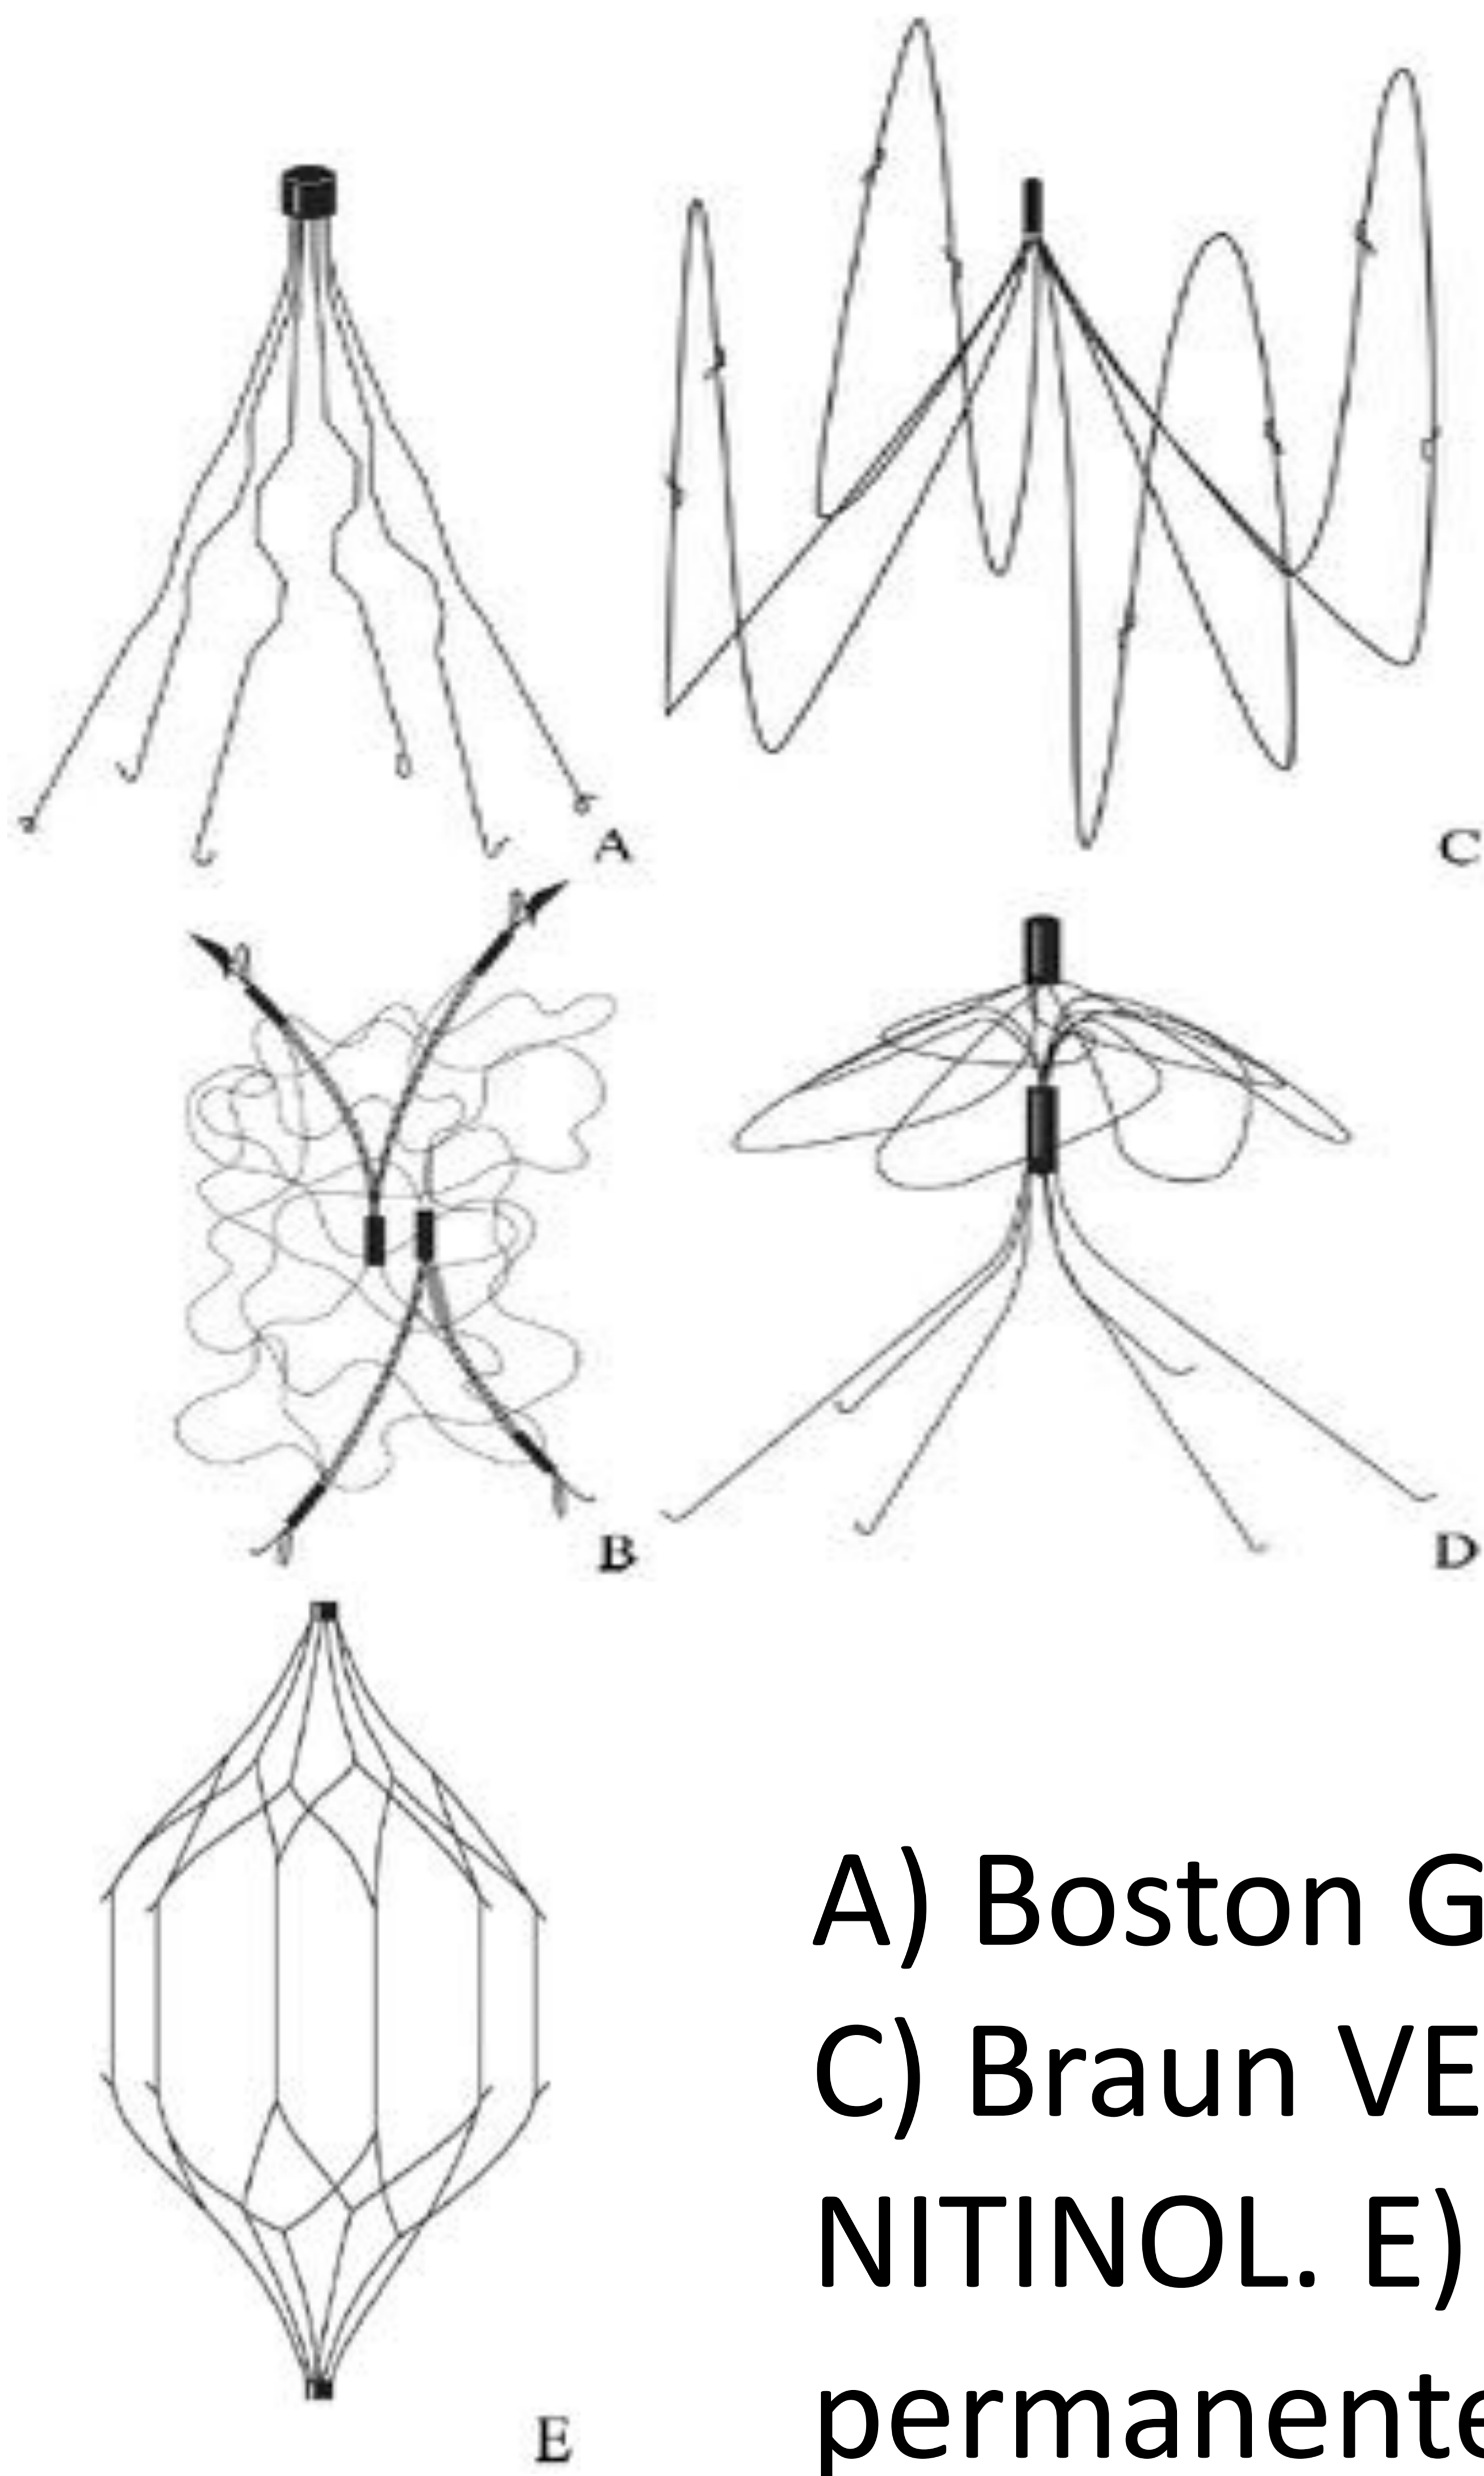 A
C
B
D
E
A) Boston G
C) Braun VE
NITINOL. E)
permanente